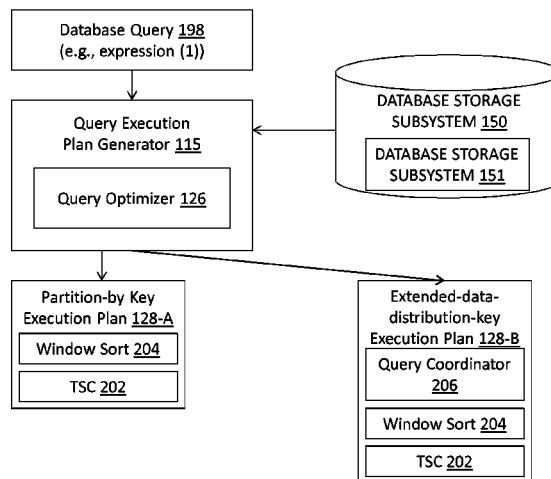 Database Query 198
(e.g., expression (1))
Query Execution
Plan Generator 115
Query Optimizer 126
DATABASE STORAGE
SUBSYSTEM 150
DATABASE STORAGE
SUBSYSTEM 151
Partition-by Key
Execution Plan 128-A
Window Sort 204
TSC 202
Extended-data-
distribution-key
Execution Plan 128-B
Query Coordinator
206
Window Sort 204
TSC 202